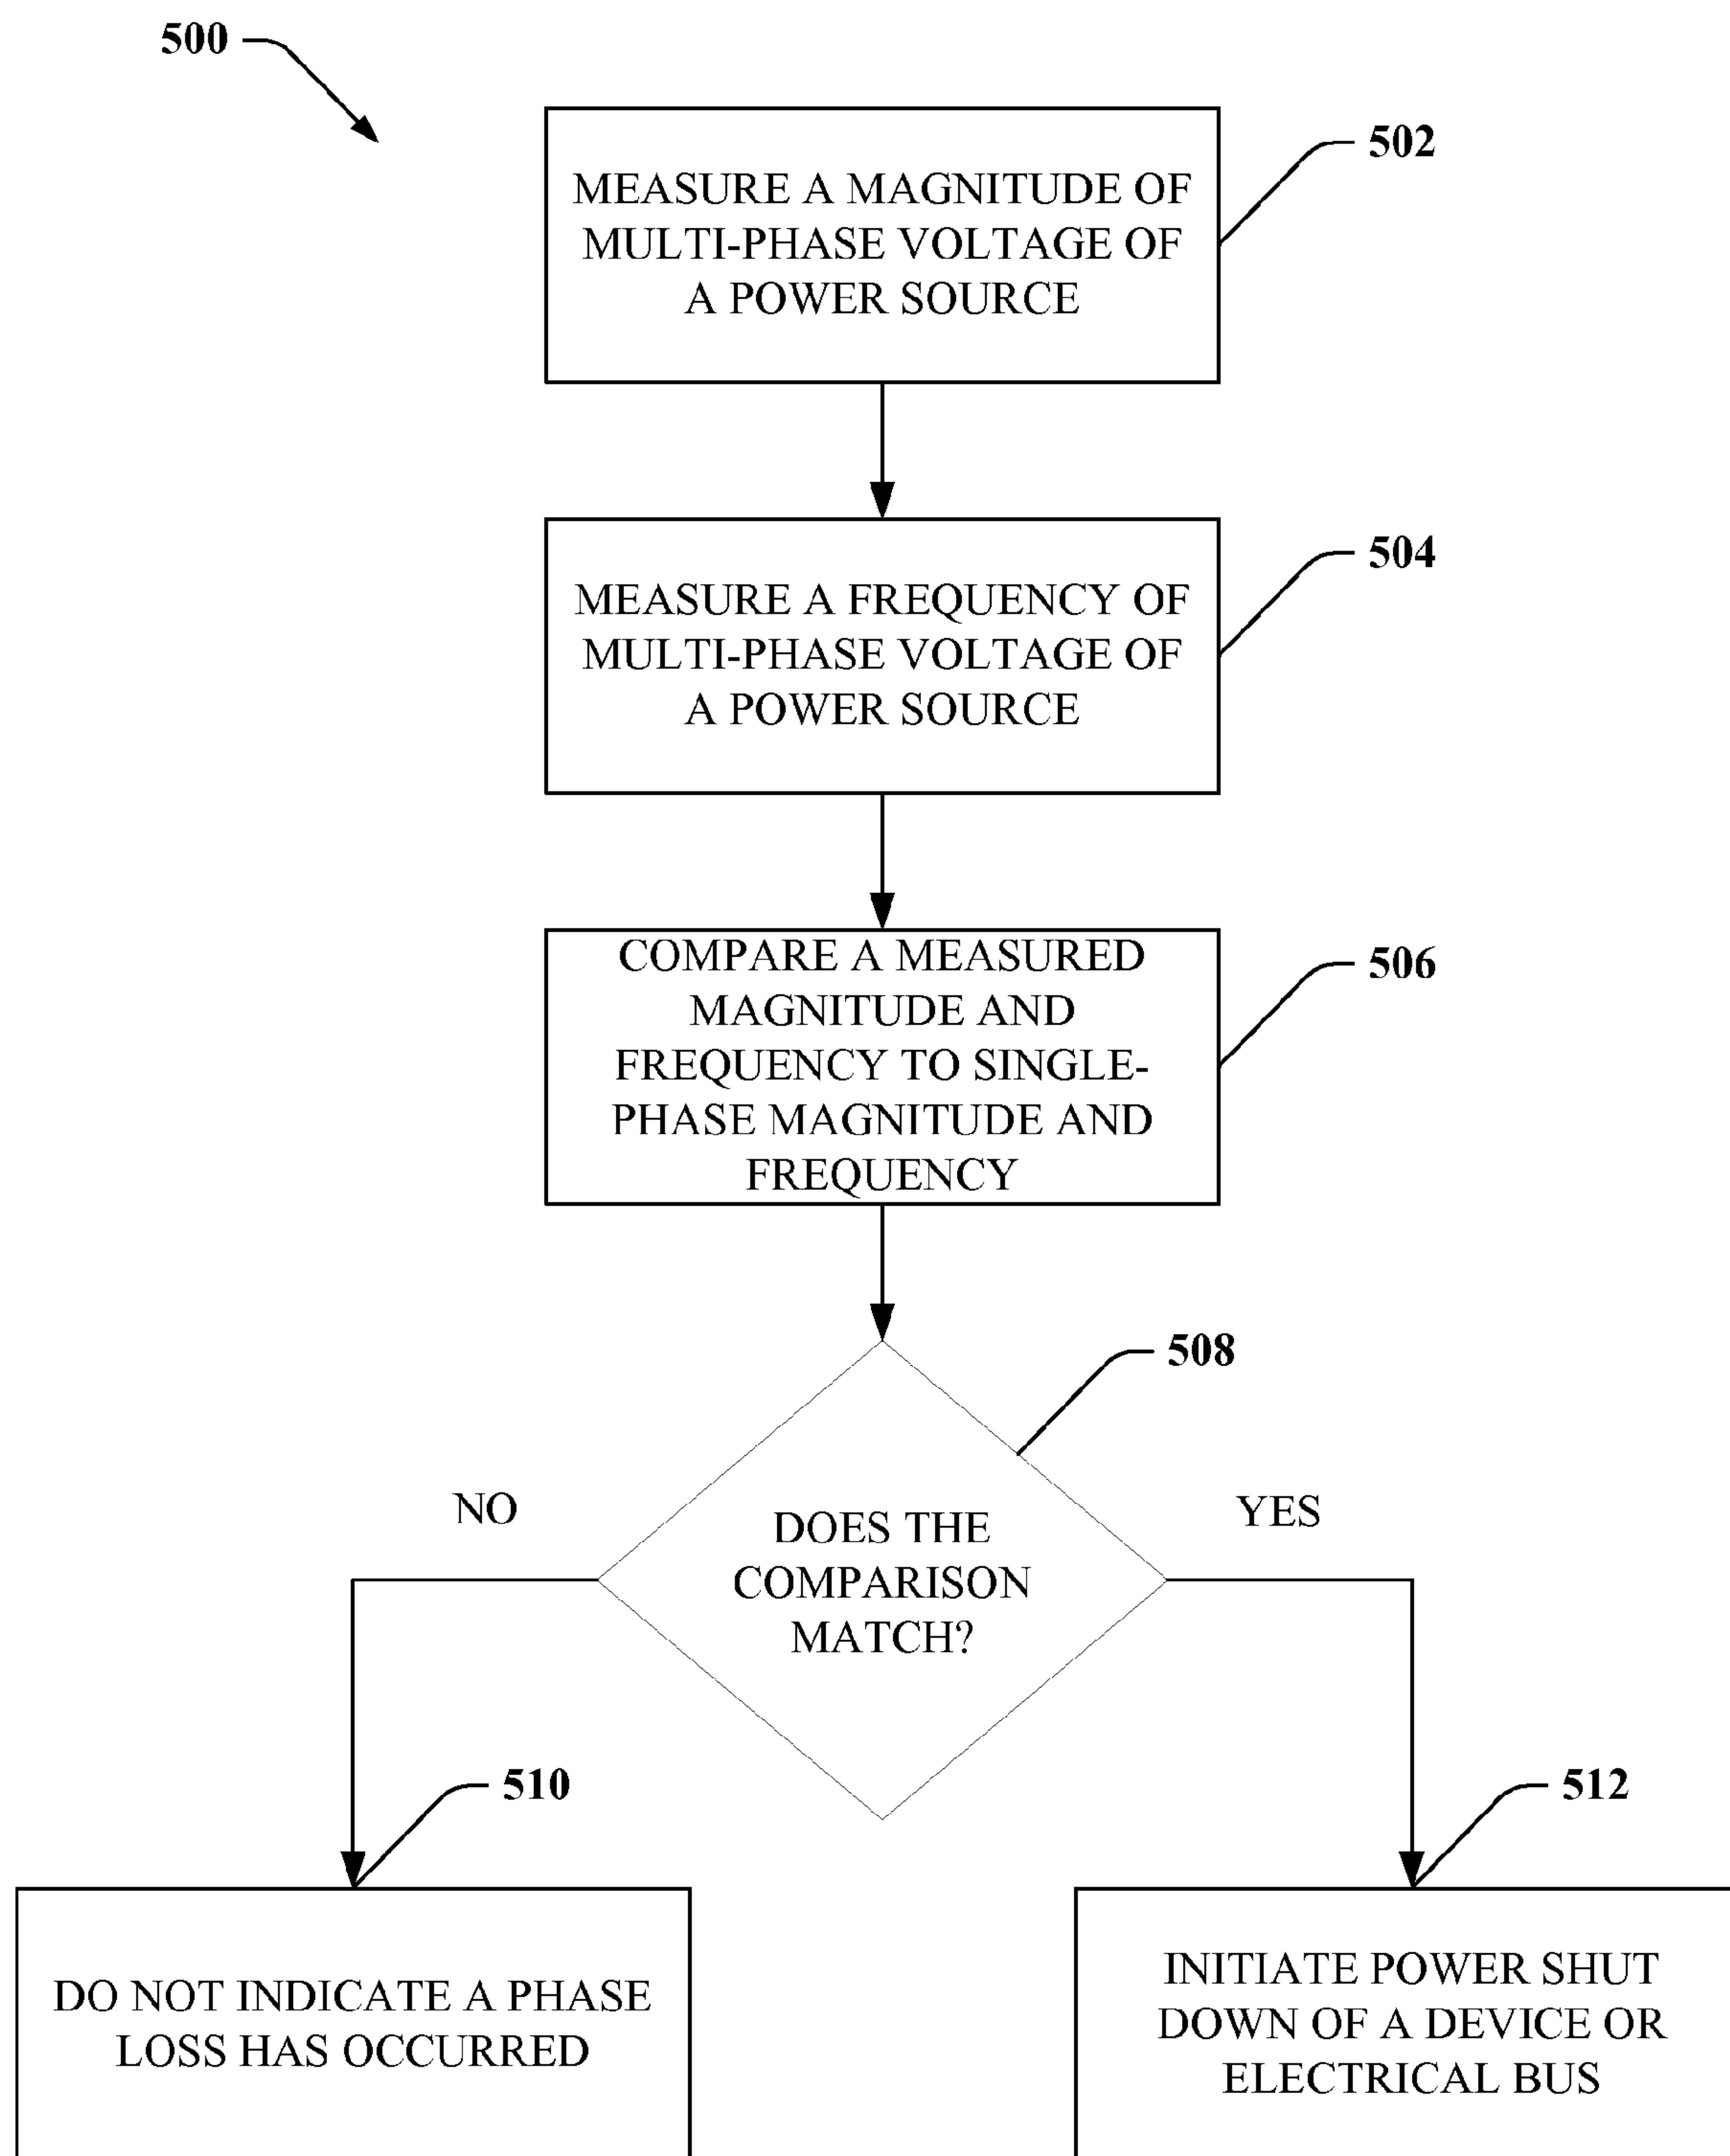 500
502
MEASURE A MAGNITUDE OF
MULTI-PHASE VOLTAGE OF
A POWER SOURCE
504
MEASURE A FREQUENCY OF
MULTI-PHASE VOLTAGE OF
A POWER SOURCE
506
COMPARE A MEASURED
MAGNITUDE AND
FREQUENCY TO SINGLE-
PHASE MAGNITUDE AND
FREQUENCY
508
NO
YES
DOES THE
COMPARISON
MATCH?
510
512
DO NOT INDICATE A PHASE
LOSS HAS OCCURRED
INITIATE POWER SHUT
DOWN OF A DEVICE OR
ELECTRICAL BUS